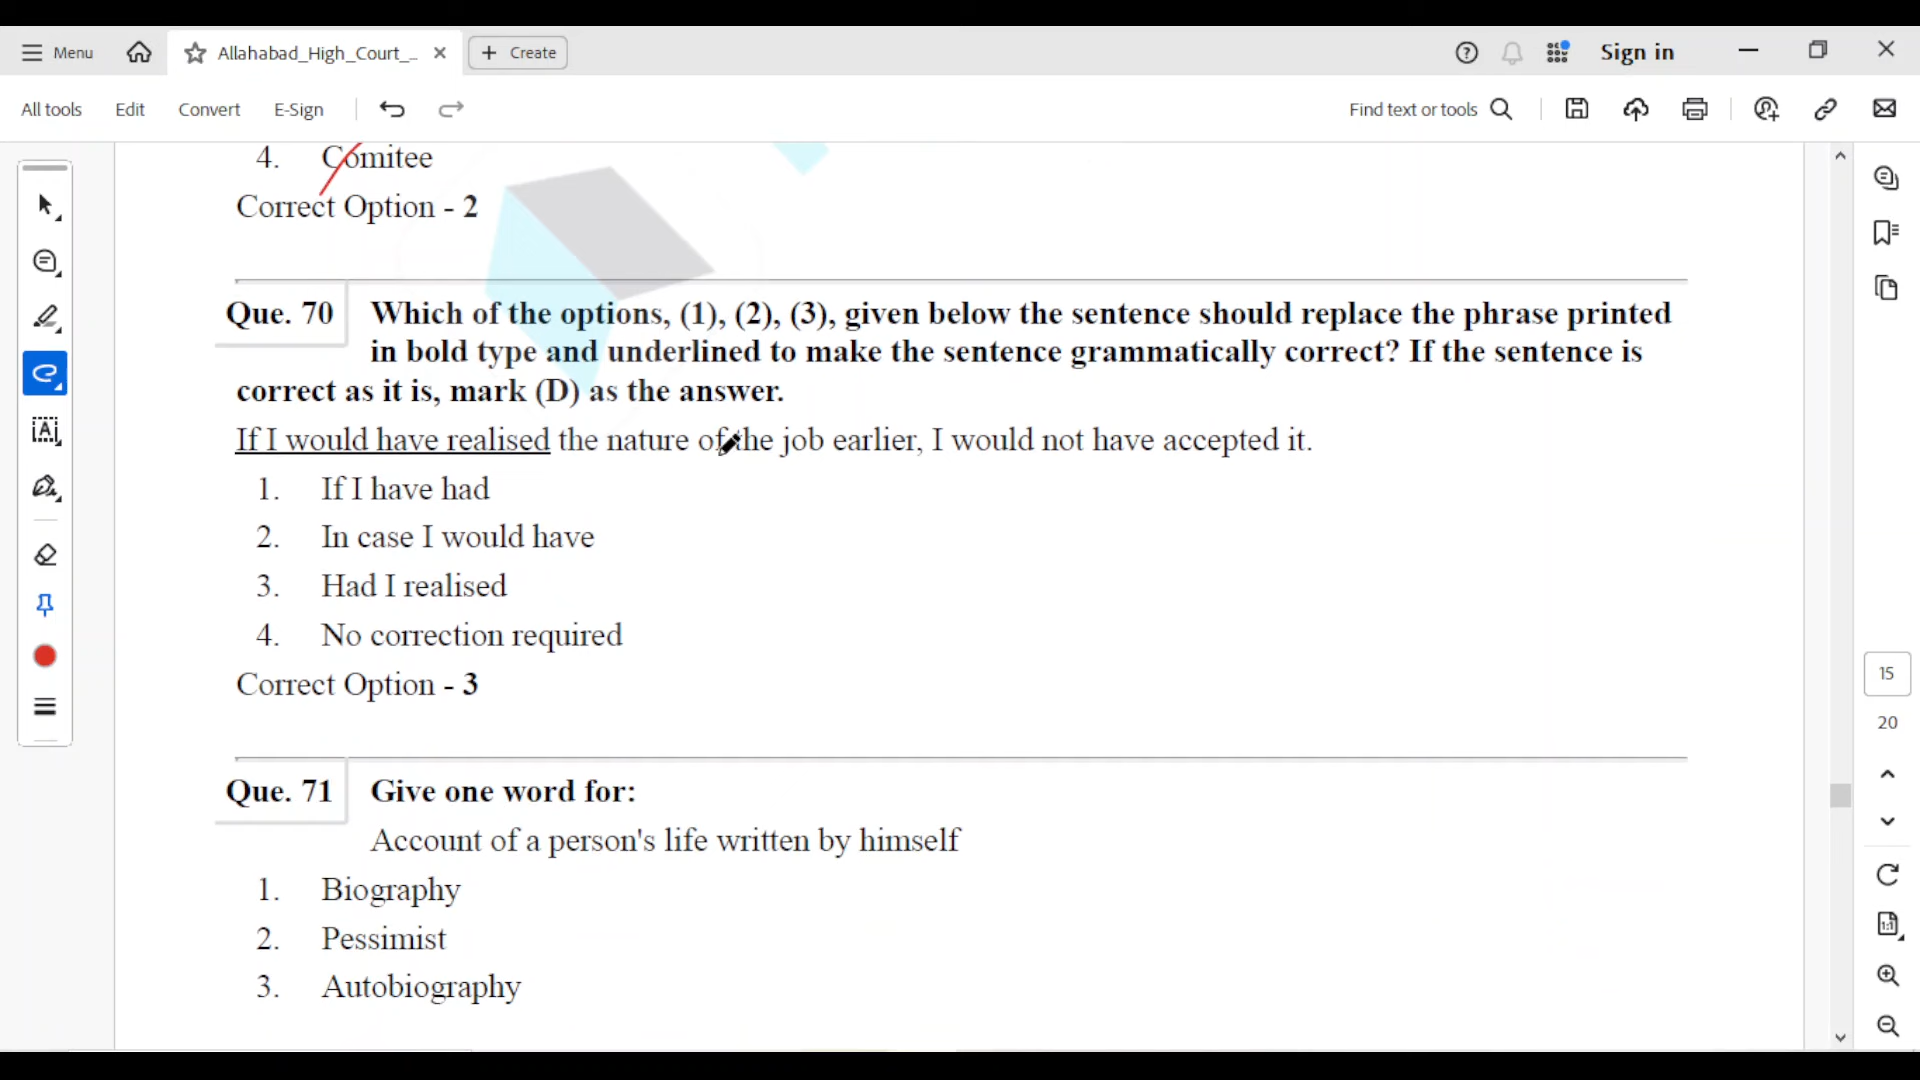 Menu
Allahabad_High_Court_...
Create
Sign in
All tools
Edit
Convert
E-Sign
Find text or tools
4. Comitee
Correct Option - 2
Que. 70 Which of the options, (1), (2), (3), given below the sentence should replace the phrase printed
in bold type and underlined to make the sentence grammatically correct? If the sentence is
correct as it is, mark (D) as the answer.
If I would have realised the nature of the job earlier, I would not have accepted it.
1. If I have had
2. In case I would have
3. Had I realised
4. No correction required
Correct Option - 3
15
20
Que. 71 Give one word for:
Account of a person's life written by himself
1. Biography
2. Pessimist
3. Autobiography